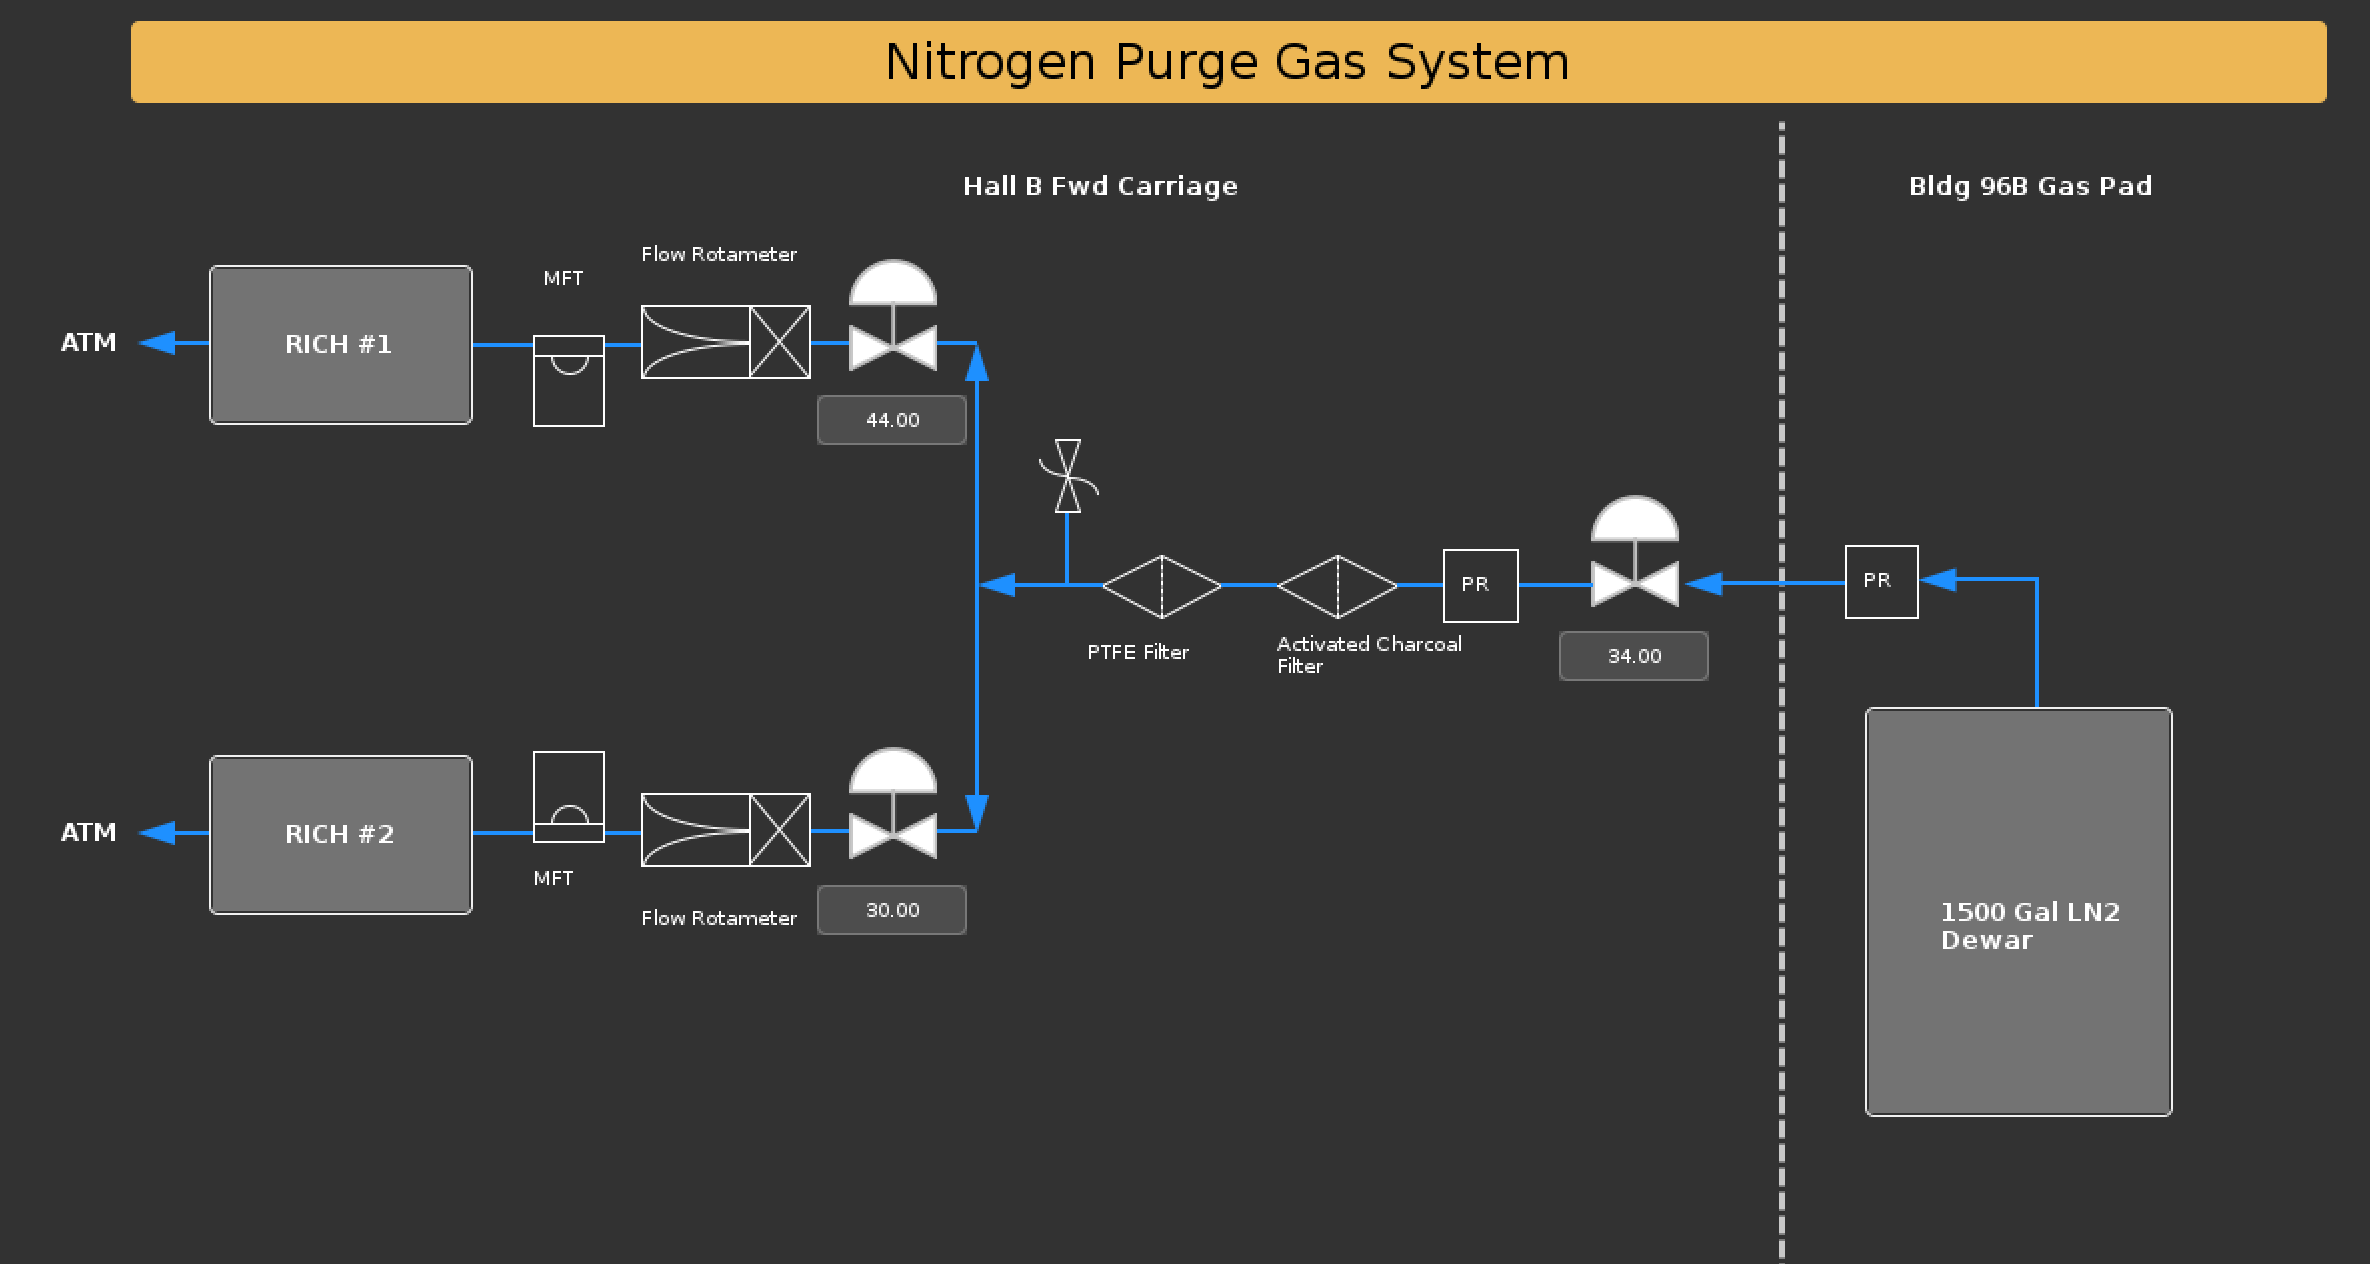 Nitrogen Purge Gas System
Hall B Fwd Carriage
Bldg 96B Gas Pad
Flow Rotameter
MFT
ATM
RICH #1
44.00
PR
PR
PTFE Filter
Activated Charcoal
Filter
34.00
ATM
RICH #2
MFT
Flow Rotameter
30.00
1500 Gal LN2
Dewar